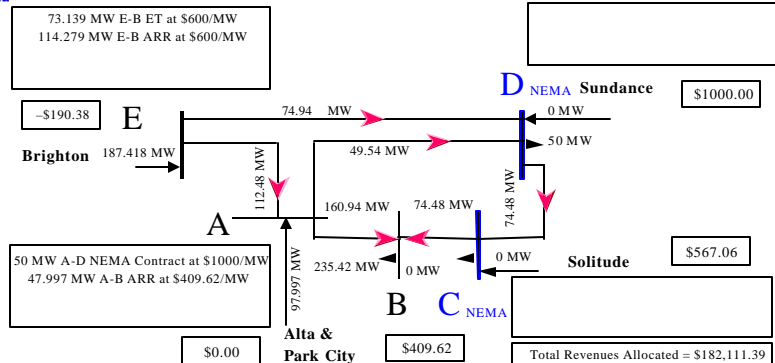 73.139 MW E-B ET at $600/MW
114.279 MW E-B ARR at $600/MW
D NEMA Sundance
$1000.00
–$190.38
E
74.94 MW
0 MW
50 MW
Brighton
187.418 MW
49.54 MW
112.48 MW
74.48 MW
A
160.94 MW
74.48 MW
50 MW A-D NEMA Contract at $1000/MW
47.997 MW A-B ARR at $409.62/MW
97.997 MW
235.42 MW
0 MW
0 MW
Solitude
$567.06
B
C NEMA
$0.00
Alta &
Park City
$409.62
Total Revenues Allocated = $182,111.39